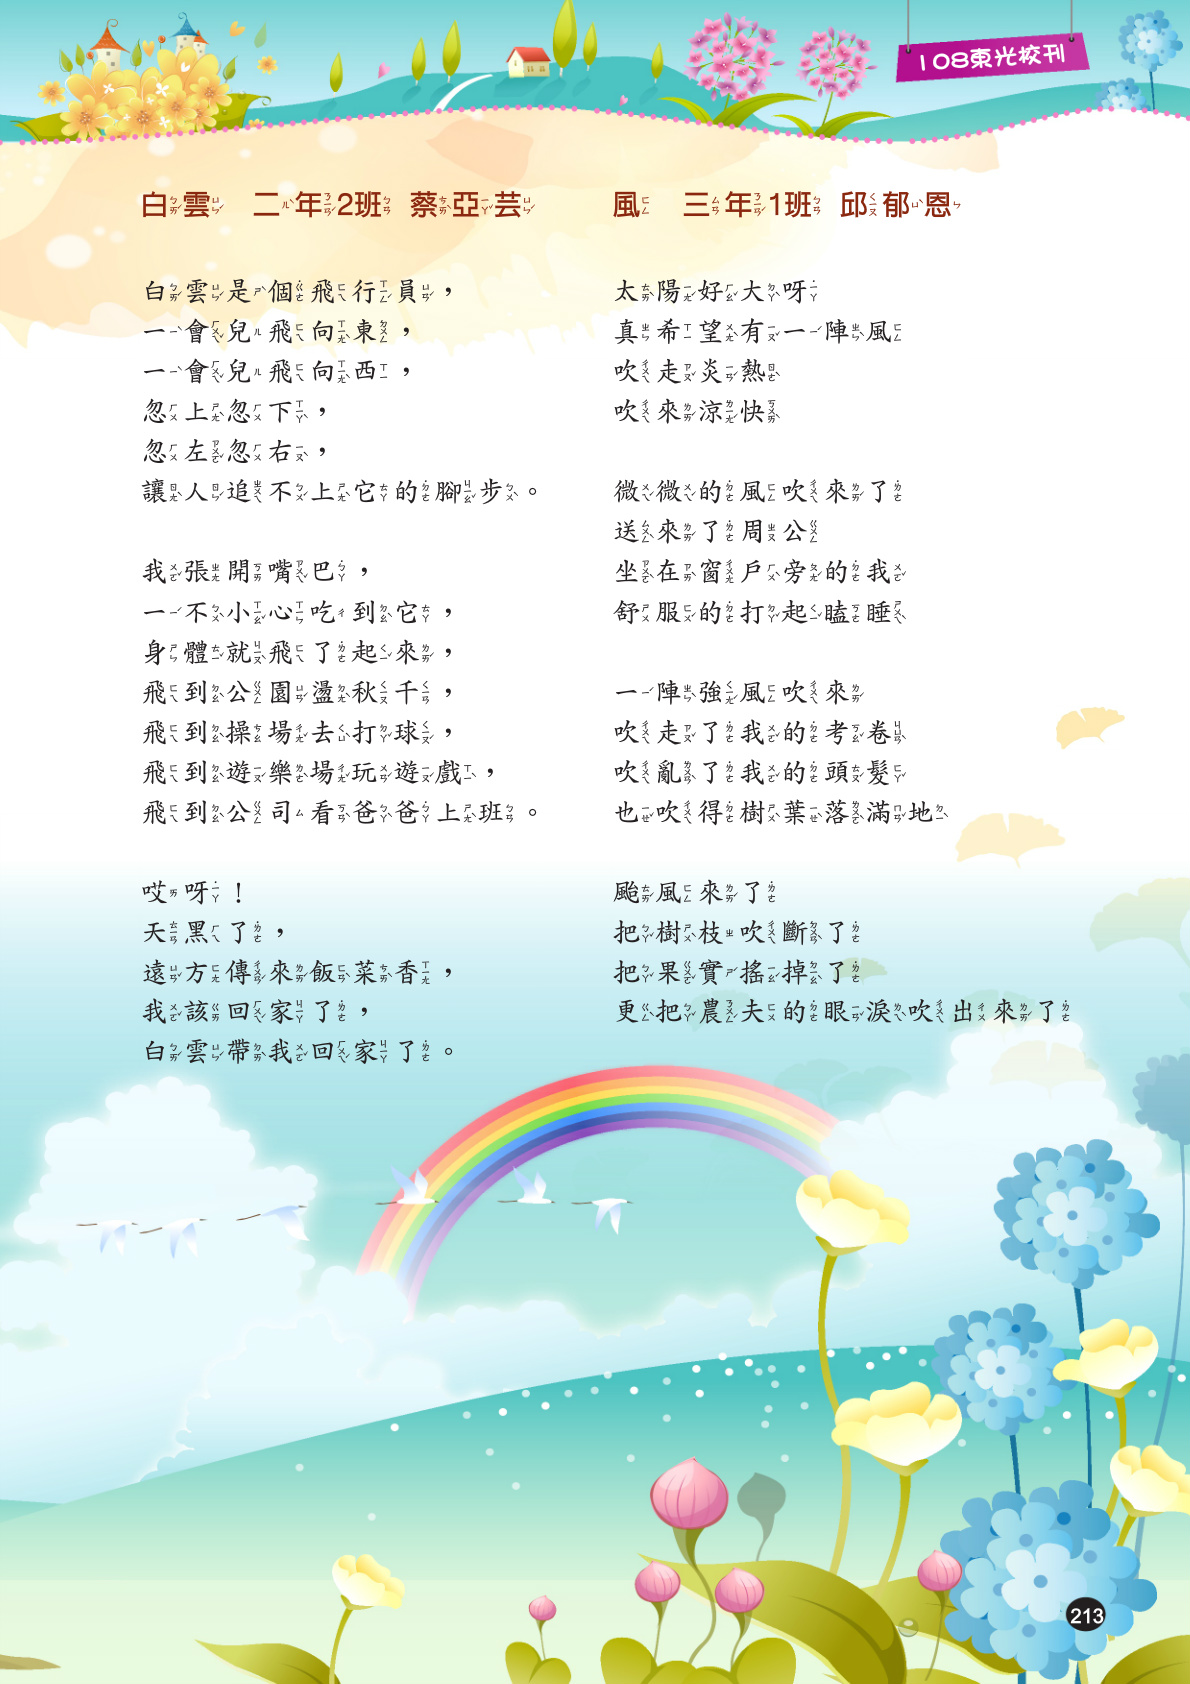 108東光校刊
白雲 二年2班 蔡亞芸
白雲是個飛行員，
一會兒飛向東，
一會兒飛向西，
忽上忽下，
忽左忽右，
讓人追不上它的腳步。
我張開嘴巴，
一不小心吃到它，
身體就飛了起來，
飛到公園盪秋千，
飛到操場去打球，
飛到遊樂場玩遊戲，
飛到公司看爸爸上班。
哎呀！
天黑了，
遠方傳來飯菜香，
我該回家了，
白雲帶我回家了。
風 三年1班 邱郁恩
太陽好大呀
真希望有一陣風
吹走炎熱
吹來涼快
微微的風吹來了
送來了周公
坐在窗戶旁的我
舒服的打起瞌睡
一陣強風吹來
吹走了我的考卷
吹亂了我的頭髮
也吹得樹葉落滿地
颱風來了
把樹枝吹斷了
把果實搖掉了
更把農夫的眼淚吹出來了
213